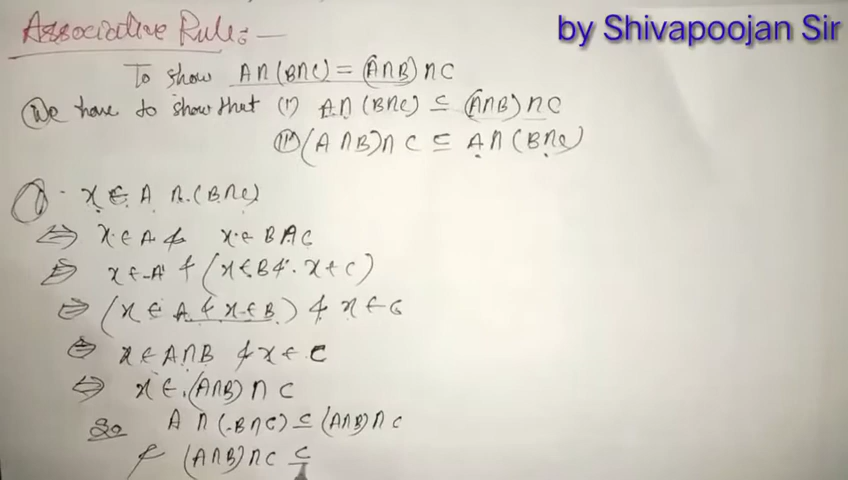 Associative Rule:-
by Shivapoojan Sir
To show A∩(B∩C) = (A∩B)∩C
We have to show that (i) A∩(B∩C) ⊆ (A∩B)∩C
(ii) (A∩B)∩C ⊆ A∩(B∩C)
(i) x ∈ A∩(B∩C)
⇔ x ∈ A & x ∈ B∩C
⇔ x ∈ A & (x ∈ B & x ∈ C)
⇔ (x ∈ A & x ∈ B) & x ∈ C
⇔ x ∈ A∩B & x ∈ C
⇔ x ∈ (A∩B)∩C
So A∩(B∩C) ⊆ (A∩B)∩C
& (A∩B)∩C ⊆